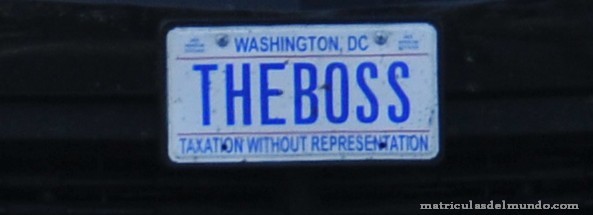 WASHINGTON, DC
THEBOSS
TAXATION WITHOUT REPRESENTATION
matriculasdelmundo.com